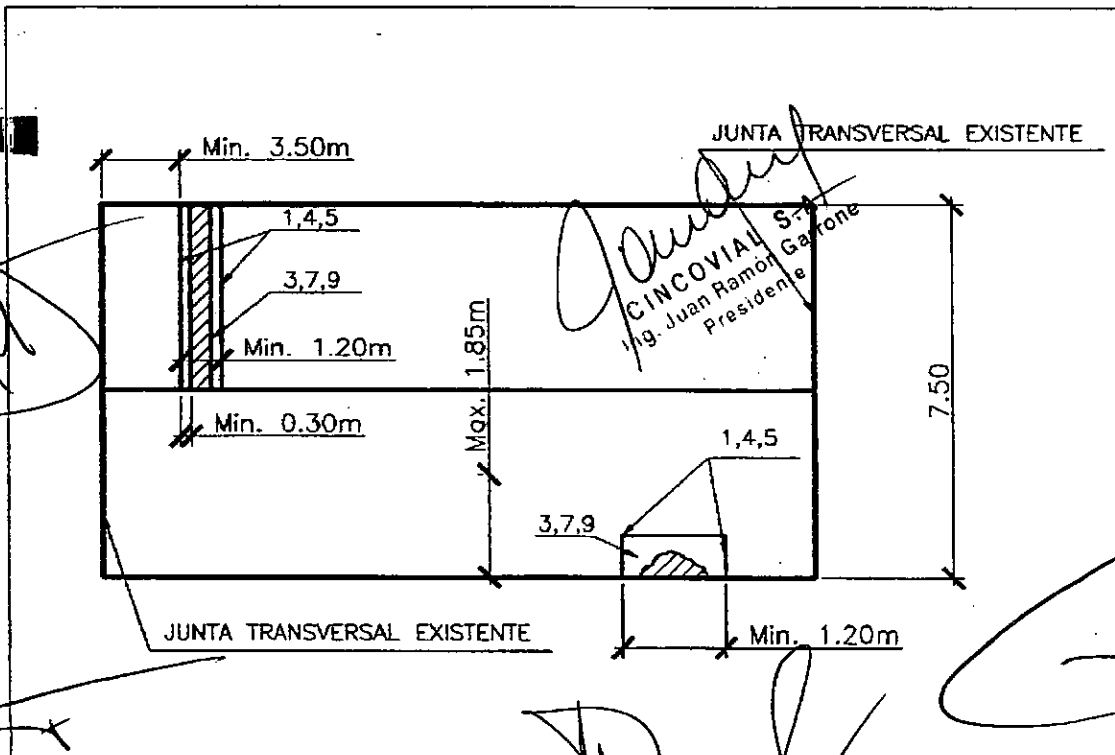 JUNTA TRANSVERSAL EXISTENTE
Min. 3.50m
1,4,5
3,7,9
Min. 1.20m
Min. 0.30m
Max. 1.85m
CINCOVIAL S.A.
Ing. Juan Ramón Garrone
Presidente
7.50
1,4,5
3,7,9
JUNTA TRANSVERSAL EXISTENTE
Min. 1.20m